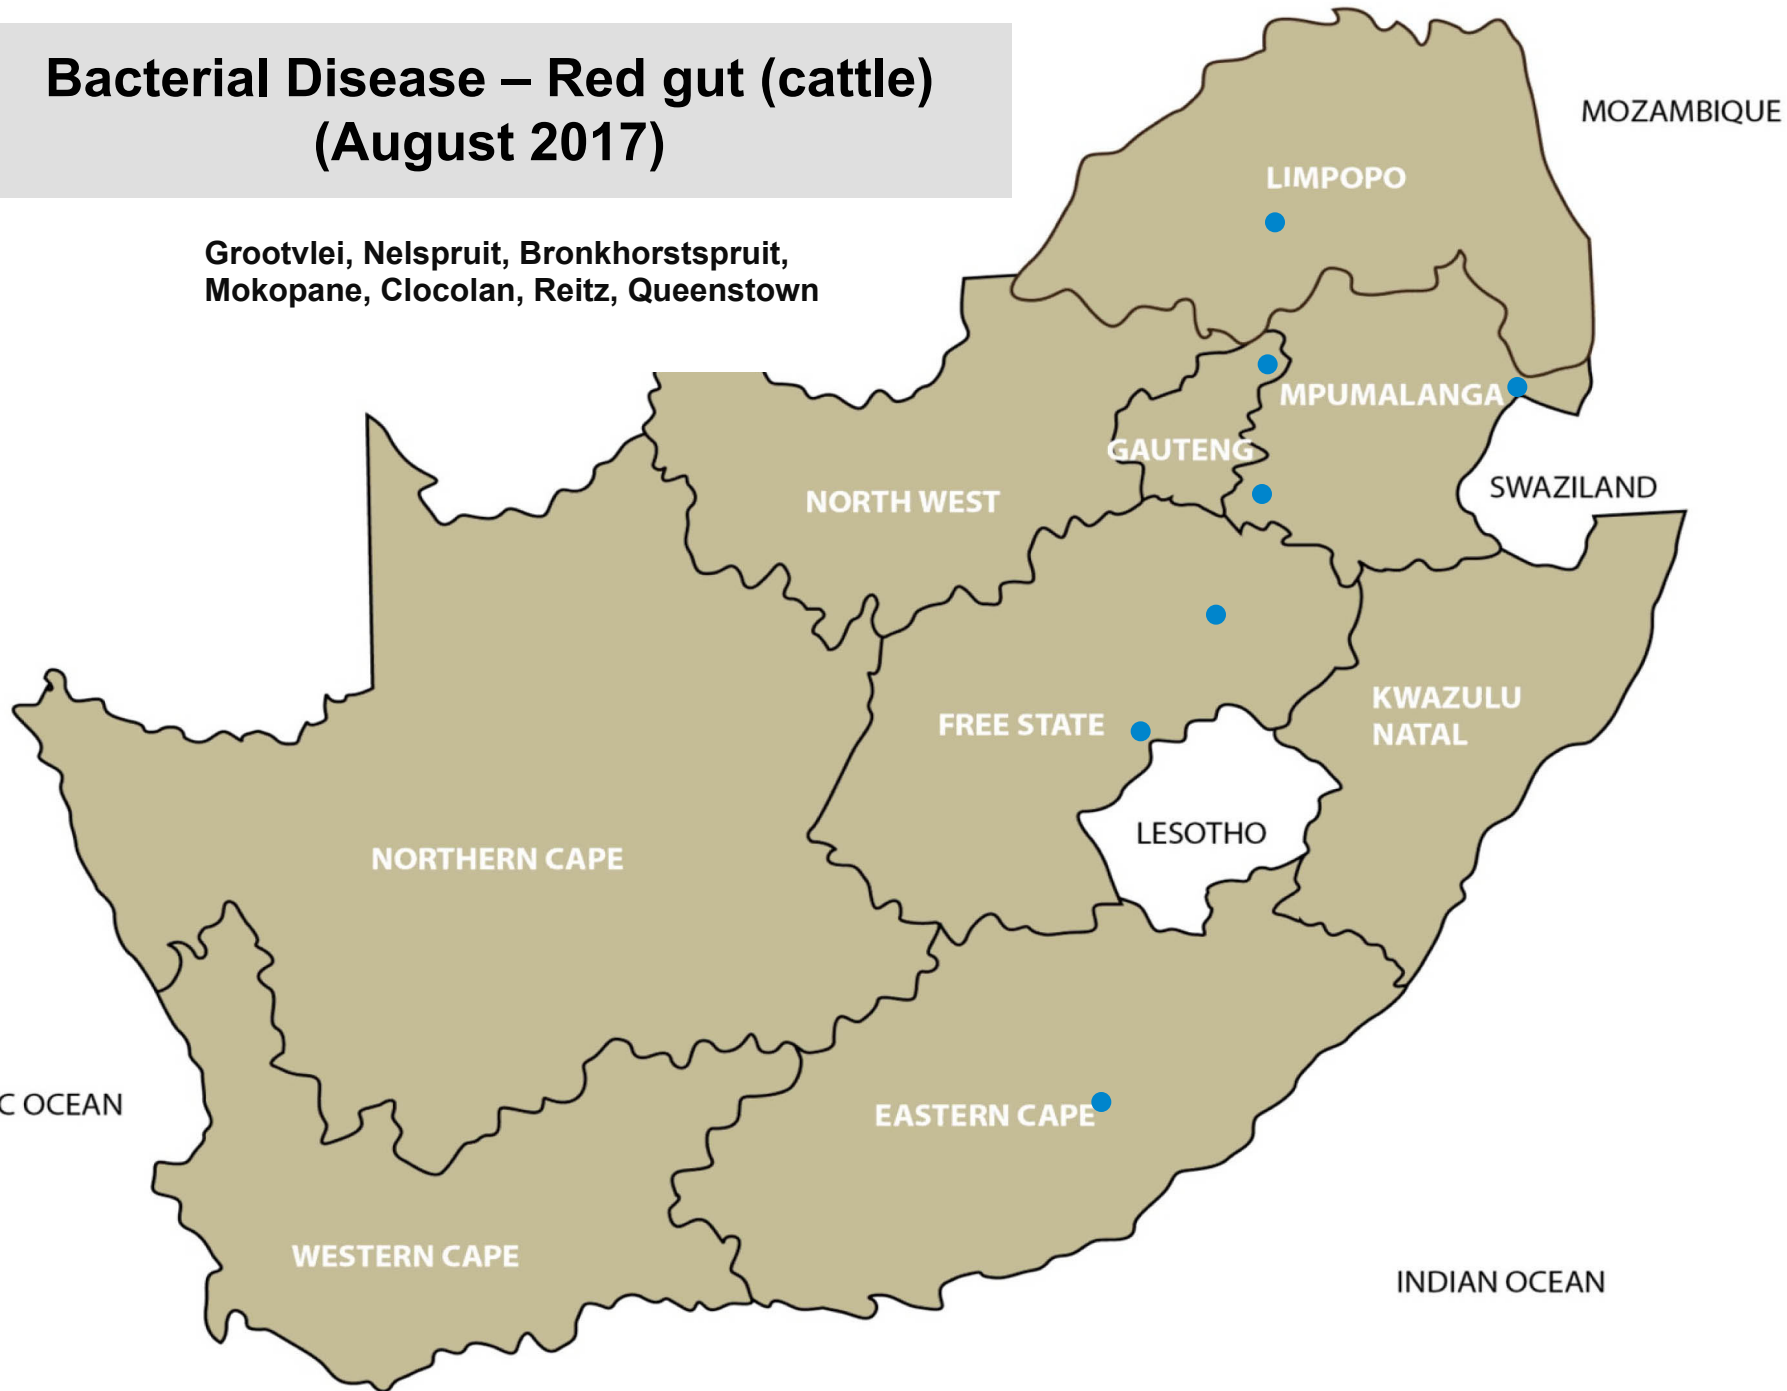 Bacterial Disease – Red gut (cattle)
(August 2017)
MOZAMBIQUE
LIMPOPO
Grootvlei, Nelspruit, Bronkhorstspruit,
Mokopane, Clocolan, Reitz, Queenstown
MPUMALANGA
GAUTENG
NORTH WEST
SWAZILAND
KWAZULU
NATAL
FREE STATE
LESOTHO
NORTHERN CAPE
C OCEAN
EASTERN CAPE
WESTERN CAPE
INDIAN OCEAN